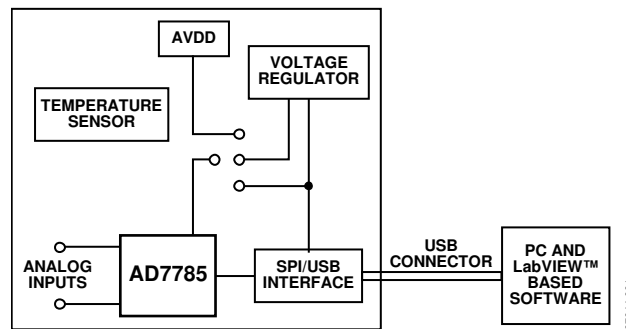 AVDD
VOLTAGE
REGULATOR
TEMPERATURE
SENSOR
ANALOG
INPUTS
AD7785
SPI/USB
INTERFACE
USB
CONNECTOR
PC AND
LabVIEW™
BASED
SOFTWARE